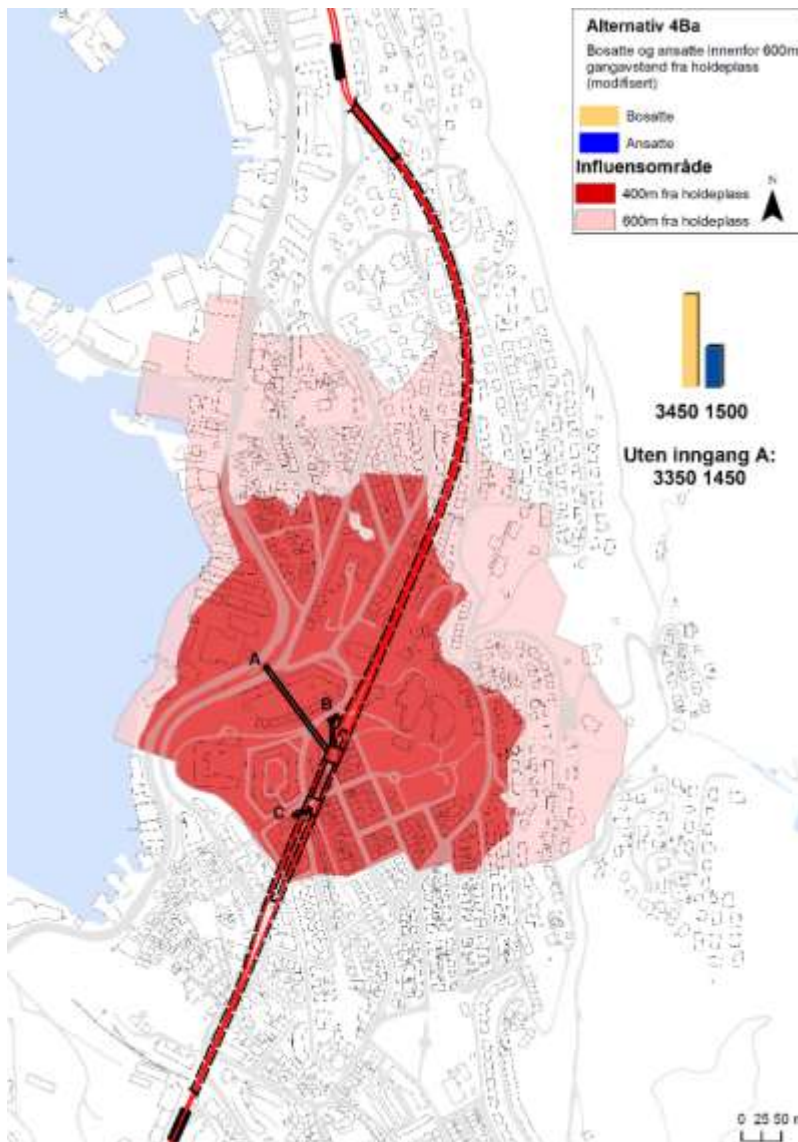 Alternativ 4Ba
Bosatte og ansatte innenfor 600m
gangavstand fra holdeplass
(modifisert)
Bosatte
Ansatte
Influensområde
400m fra holdeplass
600m fra holdeplass
N
3450 1500
Uten inngang A:
3350 1450
A
B
C
0 25 50 m